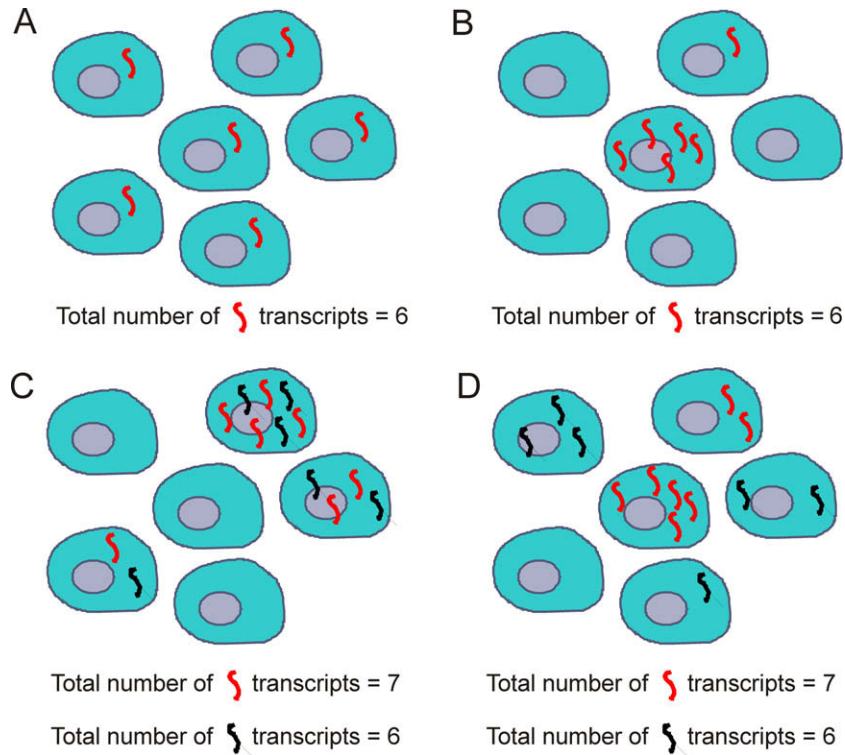 A
B
Total number of transcripts = 6
Total number of transcripts = 6
C
D
Total number of transcripts = 7
Total number of transcripts = 6
Total number of transcripts = 7
Total number of transcripts = 6